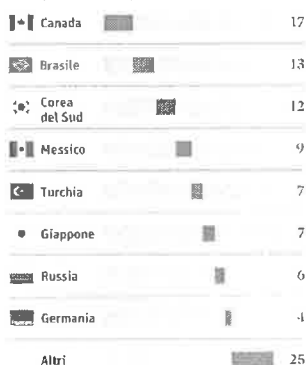 Canada 17
Brasile 13
Corea
del Sud 12
Messico 9
Turchia 7
Giappone 7
Russia 6
Germania 4
Altri 25